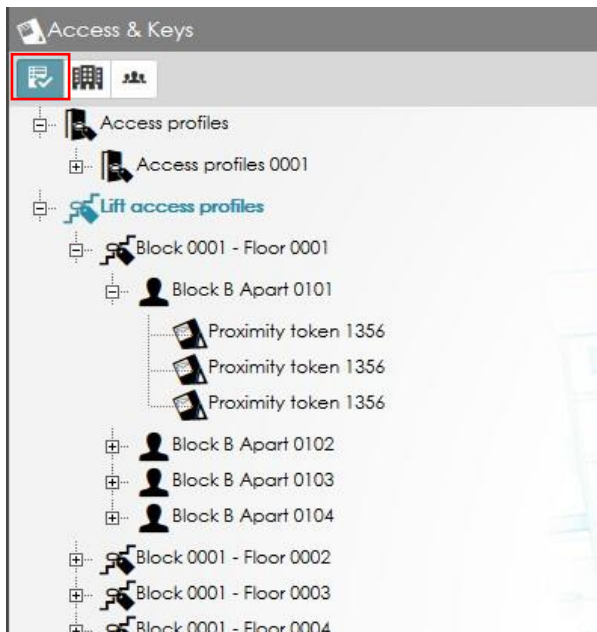 Access & Keys
Access profiles
Access profiles 0001
Lift access profiles
Block 0001 - Floor 0001
Block B Apart 0101
Proximity token 1356
Proximity token 1356
Proximity token 1356
Block B Apart 0102
Block B Apart 0103
Block B Apart 0104
Block 0001 - Floor 0002
Block 0001 - Floor 0003
Block 0001 - Floor 0004